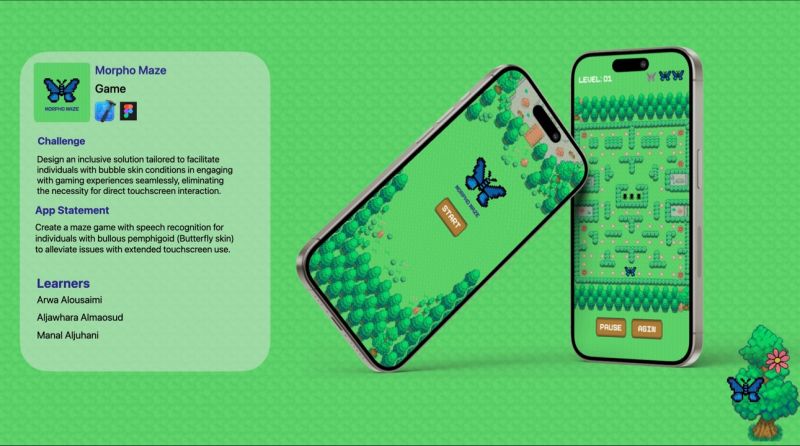 Morpho Maze
Game
MORPHO MAZE
Challenge
Design an inclusive solution tailored to facilitate
individuals with bubble skin conditions in engaging
with gaming experiences seamlessly, eliminating
the necessity for direct touchscreen interaction.
App Statement
Create a maze game with speech recognition for
individuals with bullous pemphigoid (Butterfly skin)
to alleviate issues with extended touchscreen use.
Learners
Arwa Alousaimi
Aljawhara Almaosud
Manal Aljuhani
MORPHO MAZE
START
LEVEL: 01
PAUSE
AGIN